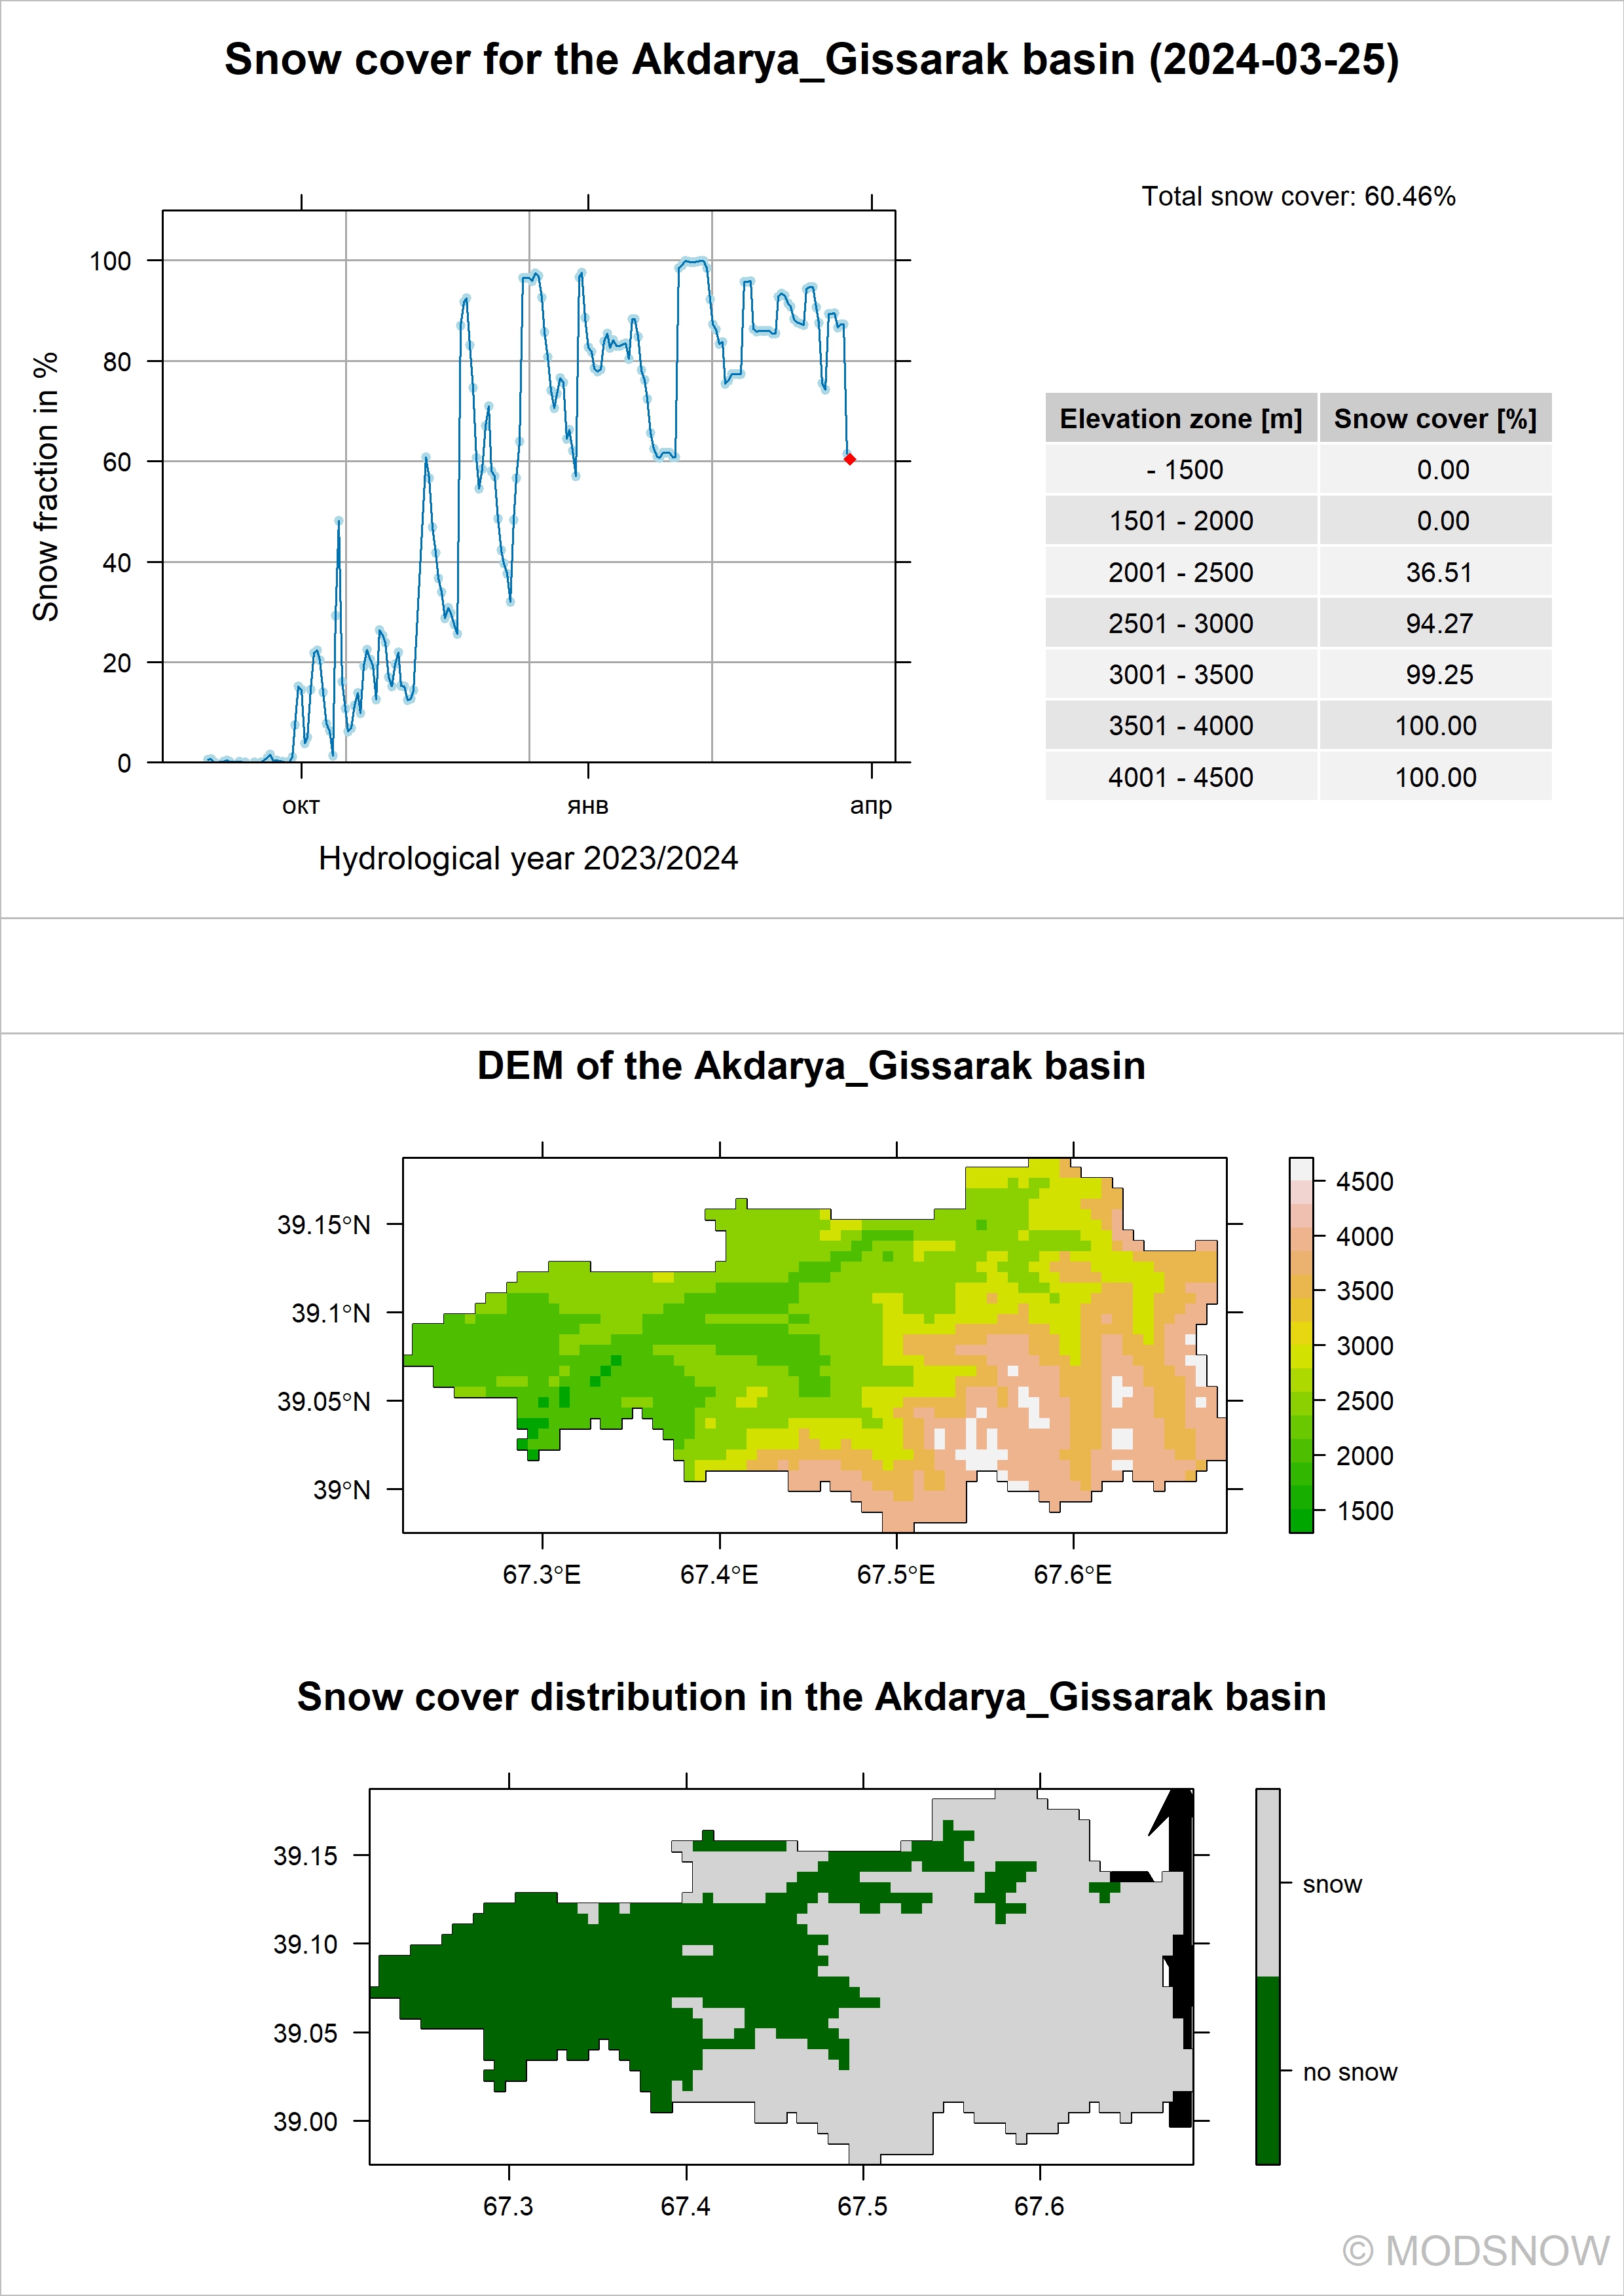 Snow cover for the Akdarya_Gissarak basin (2024-03-25)
Total snow cover: 60.46%
Snow fraction in %
100
80
60
40
20
0
окт янв апр
Hydrological year 2023/2024
Elevation zone [m] Snow cover [%]
- 1500 0.00
1501 - 2000 0.00
2001 - 2500 36.51
2501 - 3000 94.27
3001 - 3500 99.25
3501 - 4000 100.00
4001 - 4500 100.00
DEM of the Akdarya_Gissarak basin
39.15°N
39.1°N
39.05°N
39°N
67.3°E 67.4°E 67.5°E 67.6°E
4500
4000
3500
3000
2500
2000
1500
Snow cover distribution in the Akdarya_Gissarak basin
39.15
39.10
39.05
39.00
67.3 67.4 67.5 67.6
snow
no snow
© MODSNOW